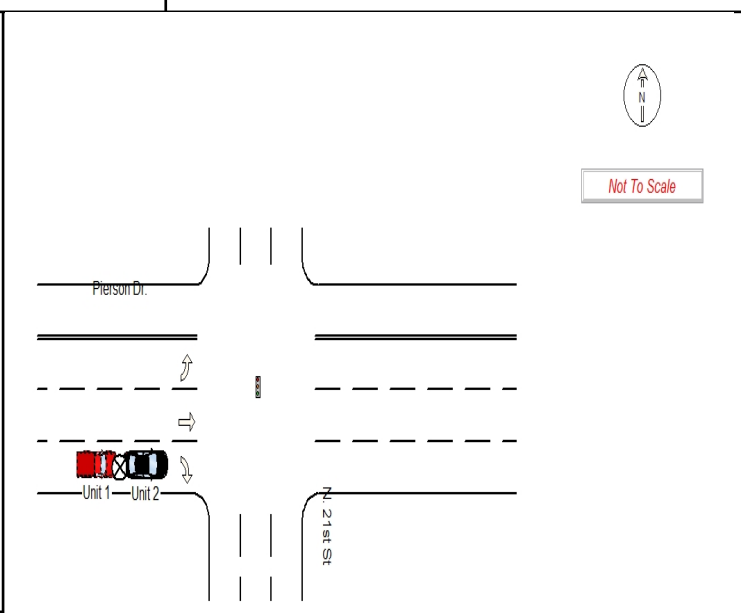 N
Not To Scale
Pierson Dr.
Unit 1
Unit 2
N. 21st St